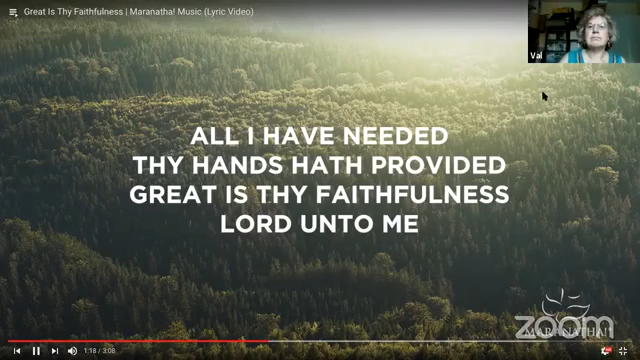 Great Is Thy Faithfulness | Maranatha! Music (Lyric Video)
Val
ALL I HAVE NEEDED
THY HANDS HATH PROVIDED
GREAT IS THY FAITHFULNESS
LORD UNTO ME
zoom
MARANATHA!
1:18 / 3:08